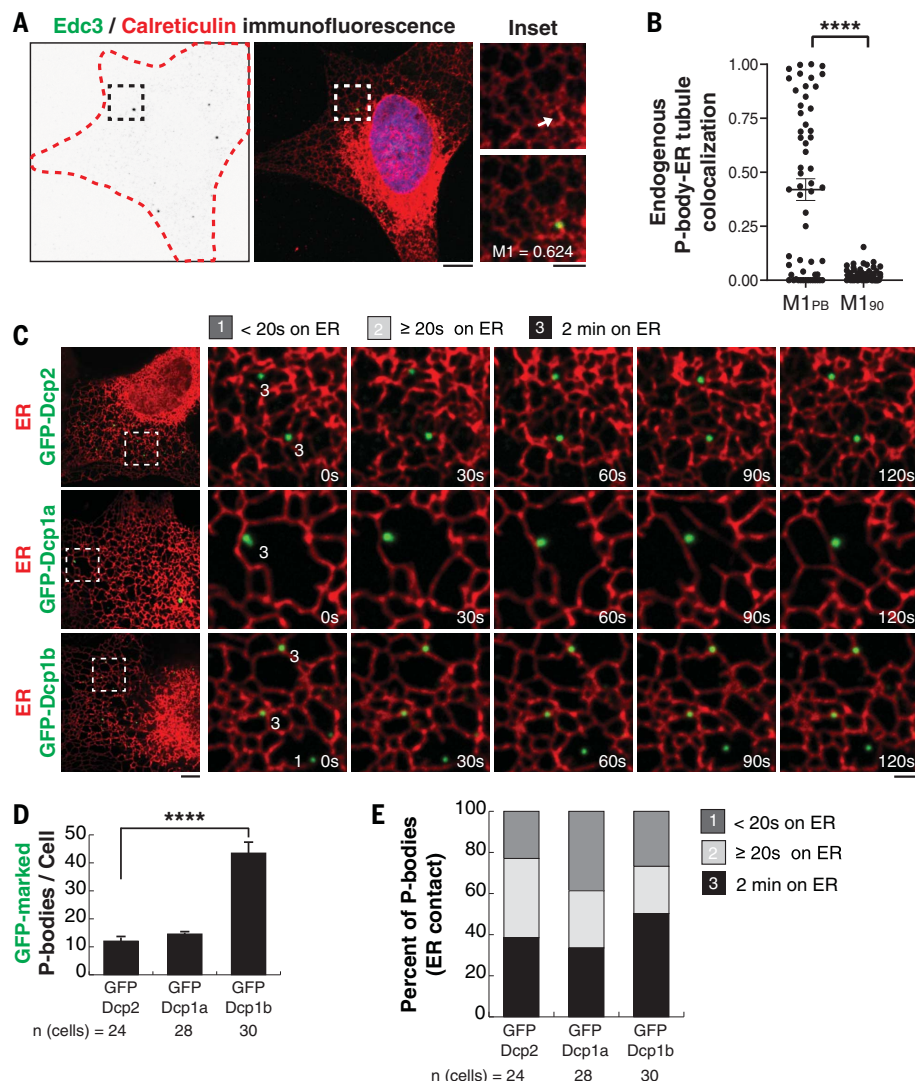 A
Edc3 / Calreticulin immunofluorescence
Inset
M1 = 0.624
B
****
Endogenous
P-body-ER tubule
colocalization
1.00
0.75
0.50
0.25
0.00
M1PB M190
1 < 20s on ER 2 ≥ 20s on ER 3 2 min on ER
C
ER
GFP-Dcp2
3
3
0s
30s
60s
90s
120s
ER
GFP-Dcp1a
3
0s
30s
60s
90s
120s
ER
GFP-Dcp1b
3
3
1
0s
30s
60s
90s
120s
D
****
GFP-marked
P-bodies / Cell
50
40
30
20
10
0
GFP GFP GFP
Dcp2 Dcp1a Dcp1b
n (cells) = 24 28 30
E
Percent of P-bodies
(ER contact)
100
80
60
40
20
0
GFP GFP GFP
Dcp2 Dcp1a Dcp1b
n (cells) = 24 28 30
1 < 20s on ER
2 ≥ 20s on ER
3 2 min on ER